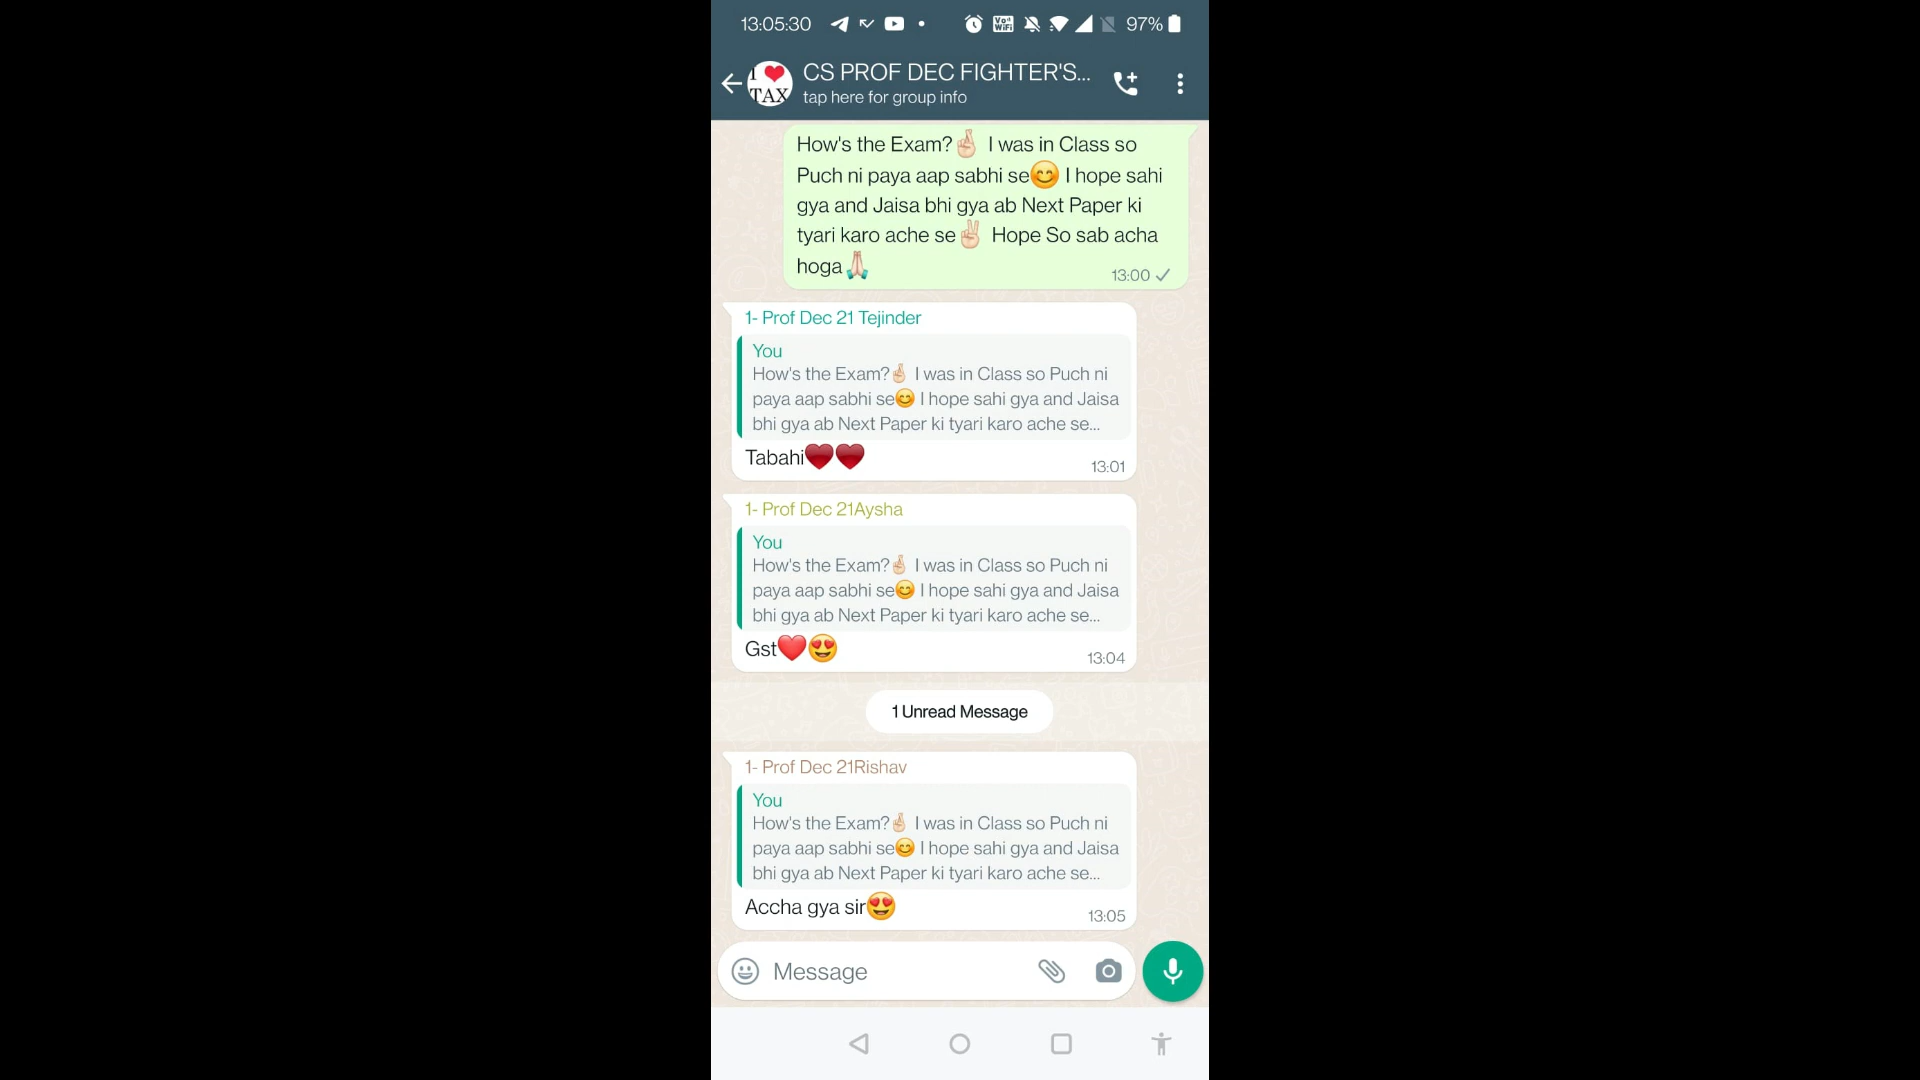 13:05:30
Vo
WiFi
97%
I ❤
TAX
CS PROF DEC FIGHTER'S...
tap here for group info
How's the Exam?🤞🏻 I was in Class so
Puch ni paya aap sabhi se😊 I hope sahi
gya and Jaisa bhi gya ab Next Paper ki
tyari karo ache se✌🏻 Hope So sab acha
hoga🙏🏻
13:00
1- Prof Dec 21 Tejinder
You
How's the Exam?🤞🏻 I was in Class so Puch ni
paya aap sabhi se😊 I hope sahi gya and Jaisa
bhi gya ab Next Paper ki tyari karo ache se...
Tabahi♥️♥️
13:01
1- Prof Dec 21Aysha
You
How's the Exam?🤞🏻 I was in Class so Puch ni
paya aap sabhi se😊 I hope sahi gya and Jaisa
bhi gya ab Next Paper ki tyari karo ache se...
Gst❤️😍
13:04
1 Unread Message
1- Prof Dec 21Rishav
You
How's the Exam?🤞🏻 I was in Class so Puch ni
paya aap sabhi se😊 I hope sahi gya and Jaisa
bhi gya ab Next Paper ki tyari karo ache se...
Accha gya sir😍
13:05
Message